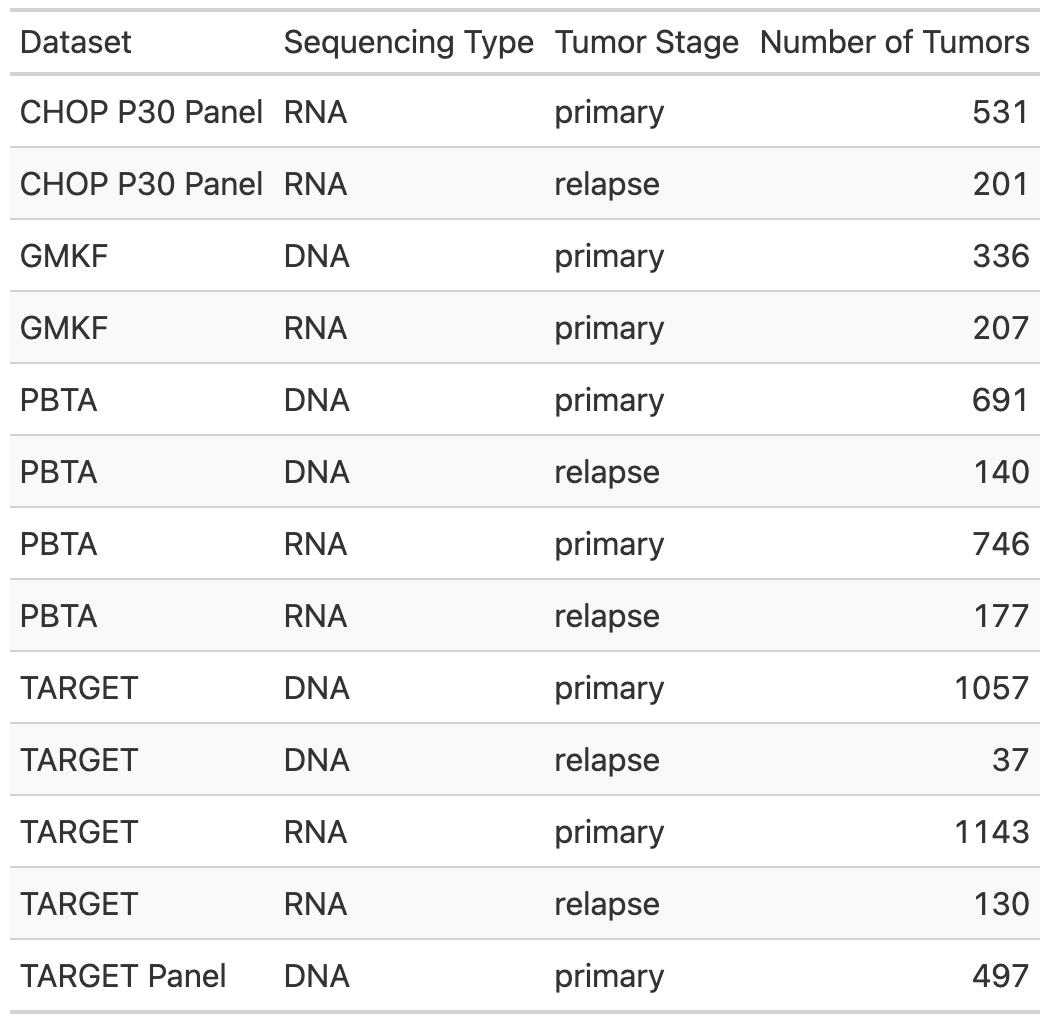 Dataset Sequencing Type Tumor Stage Number of Tumors
CHOP P30 Panel RNA primary 531
CHOP P30 Panel RNA relapse 201
GMKF DNA primary 336
GMKF RNA primary 207
PBTA DNA primary 691
PBTA DNA relapse 140
PBTA RNA primary 746
PBTA RNA relapse 177
TARGET DNA primary 1057
TARGET DNA relapse 37
TARGET RNA primary 1143
TARGET RNA relapse 130
TARGET Panel DNA primary 497